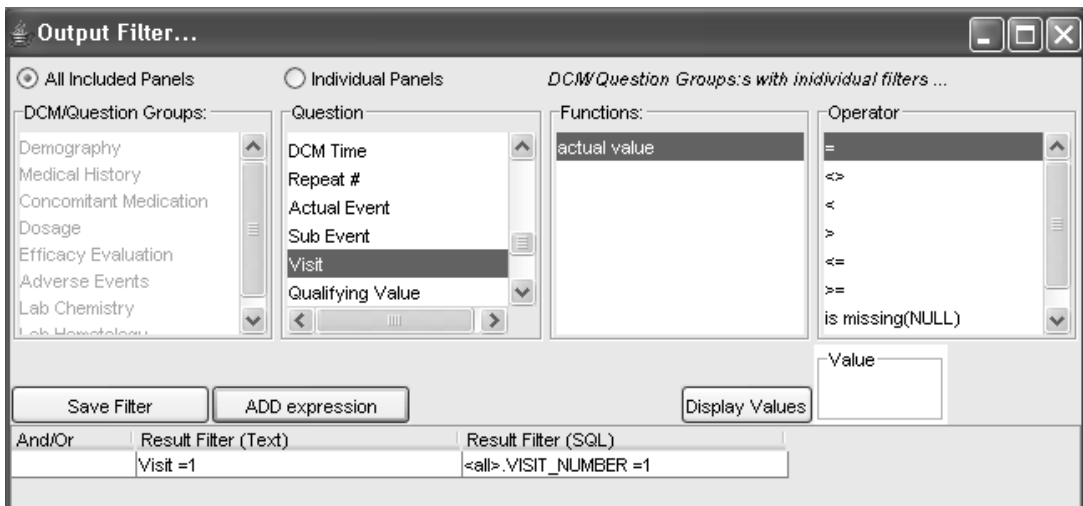 Output Filter...
All Included Panels
Individual Panels
DCM/Question Groups:s with inidividual filters ...
DCM/Question Groups:
Demography
Medical History
Concomitant Medication
Dosage
Efficacy Evaluation
Adverse Events
Lab Chemistry
Lab Hematology
Question
DCM Time
Repeat #
Actual Event
Sub Event
Visit
Qualifying Value
Functions:
actual value
Operator
=
<>
<
>
<=
>=
is missing(NULL)
Value
Save Filter
ADD expression
Display Values
And/Or Result Filter (Text) Result Filter (SQL)
Visit =1 <all>.VISIT_NUMBER =1